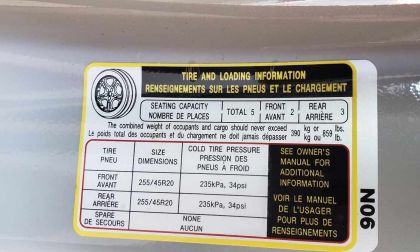 TIRE AND LOADING INFORMATION
RENSEIGNEMENTS SUR LES PNEUS ET LE CHARGEMENT
SEATING CAPACITY
NOMBRE DE PLACES
TOTAL 5
FRONT
AVANT
2
REAR
ARRIÈRE
3
The combined weight of occupants and cargo should never exceed
Le poids total des occupants et du chargement ne doit jamais dépasser
390 kg or kg ou 859 lbs. lb.
TIRE
PNEU
SIZE
DIMENSIONS
COLD TIRE PRESSURE
PRESSION DES
PNEUS À FROID
FRONT
AVANT
255/45R20
235kPa, 34psi
REAR
ARRIÈRE
255/45R20
235kPa, 34psi
SPARE
DE SECOURS
NONE
AUCUN
SEE OWNER'S
MANUAL FOR
ADDITIONAL
INFORMATION
VOIR LE MANUEL
DE L'USAGER
POUR PLUS DE
RENSEIGNEMENTS
90N